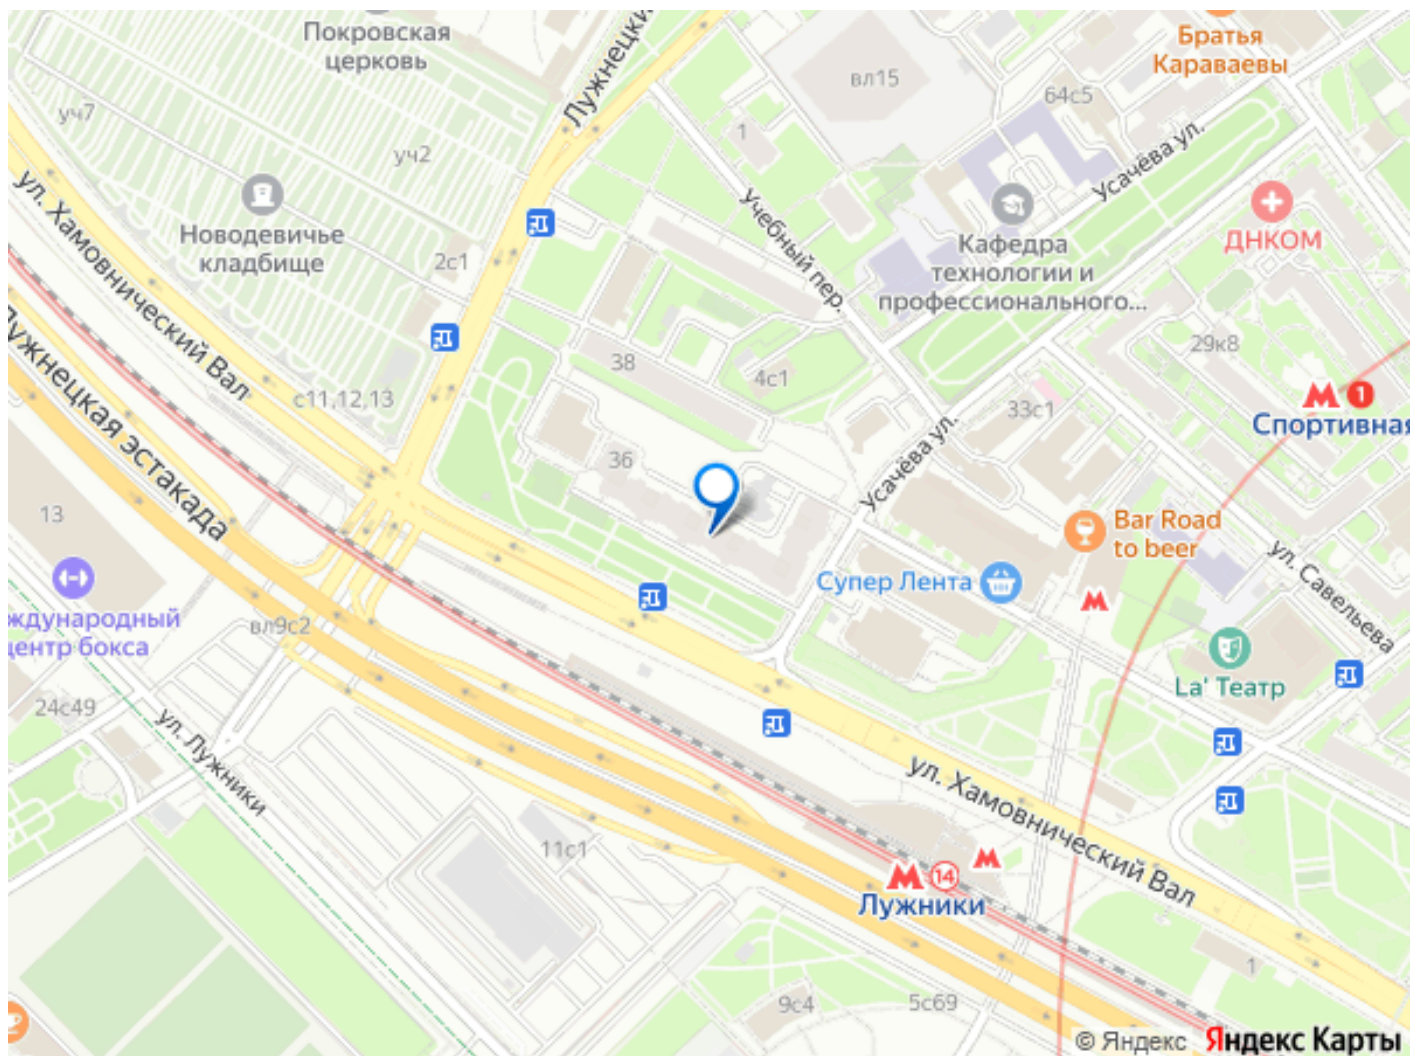 Покровская
церковь
Лужнецки
Братья
Караваевы
вл15
64с5
уч7
1
уч2
Усачёва ул.
ул. Хамовнический Вал
Учебный пер.
ДНКОМ
Новодевичье
кладбище
2с1
Кафедра
технологии и
профессионального...
Лужнецкая эстакада
38
4с1
29к8
с11,12,13
33с1
М 1
Спортивная
36
Усачёва ул.
13
Bar Road
to beer
ул. Савельева
Супер Лента
ждународный
центр бокса
вл9с2
La' Театр
24с49
ул. Лужники
ул. Хамовнический Вал
11с1
М 14
Лужники
1
9с4
5с69
© Яндекс Яндекс Карты